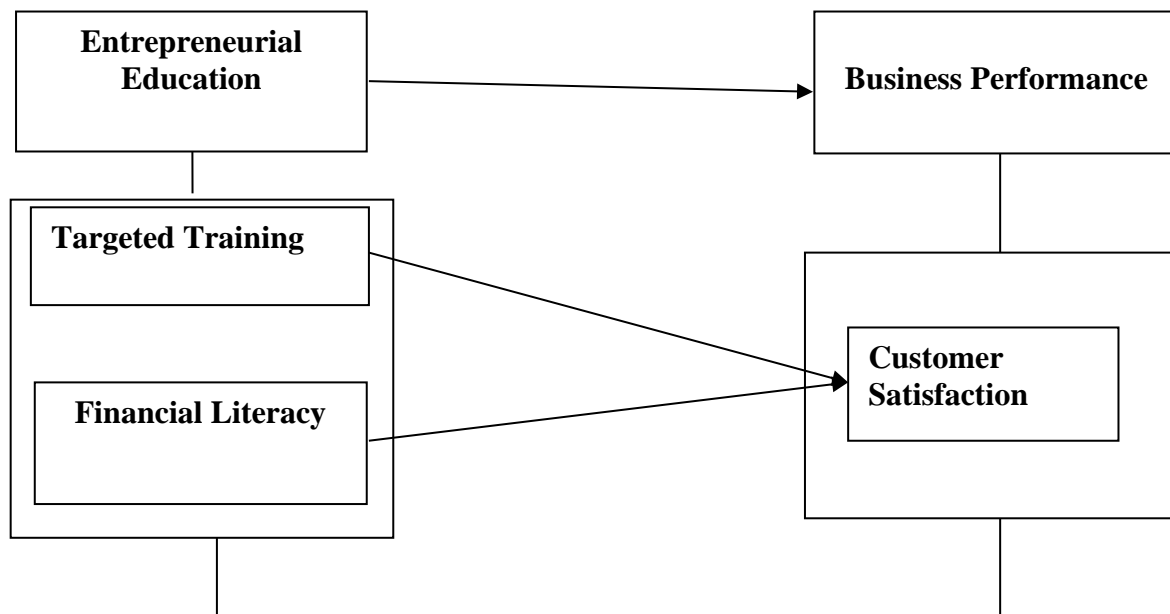 Entrepreneurial
Education
Business Performance
Targeted Training
Financial Literacy
Customer
Satisfaction